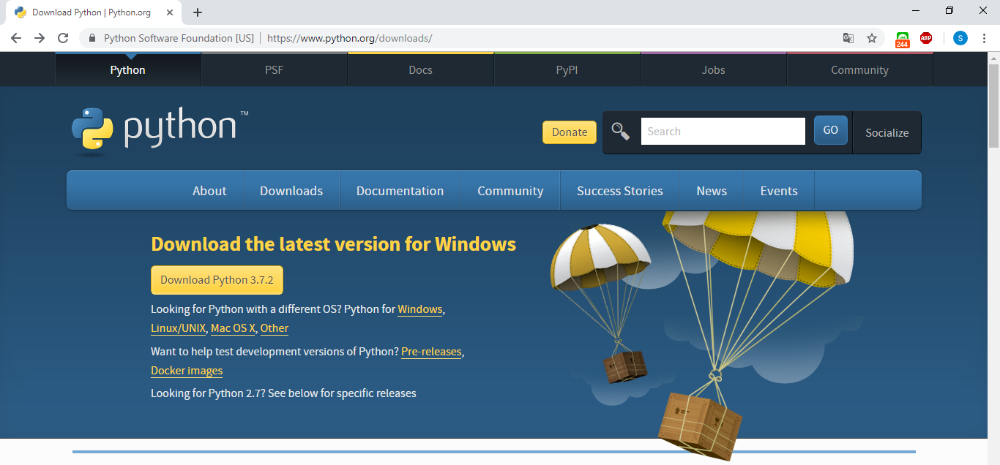 Download Python | Python.org
Python Software Foundation [US] | https://www.python.org/downloads/
244
ABP
S
Python PSF Docs PyPI Jobs Community
python™
Donate Search GO Socialize
About Downloads Documentation Community Success Stories News Events
Download the latest version for Windows
Download Python 3.7.2
Looking for Python with a different OS? Python for Windows,
Linux/UNIX, Mac OS X, Other
Want to help test development versions of Python? Pre-releases,
Docker images
Looking for Python 2.7? See below for specific releases